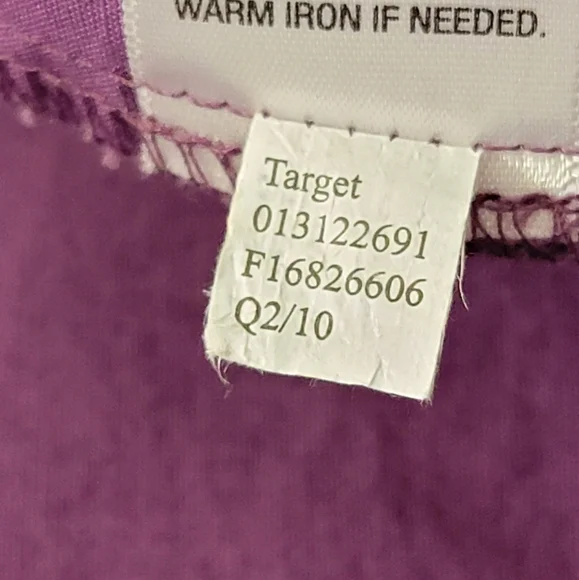 WARM IRON IF NEEDED.
Target
013122691
F16826606
Q2/10